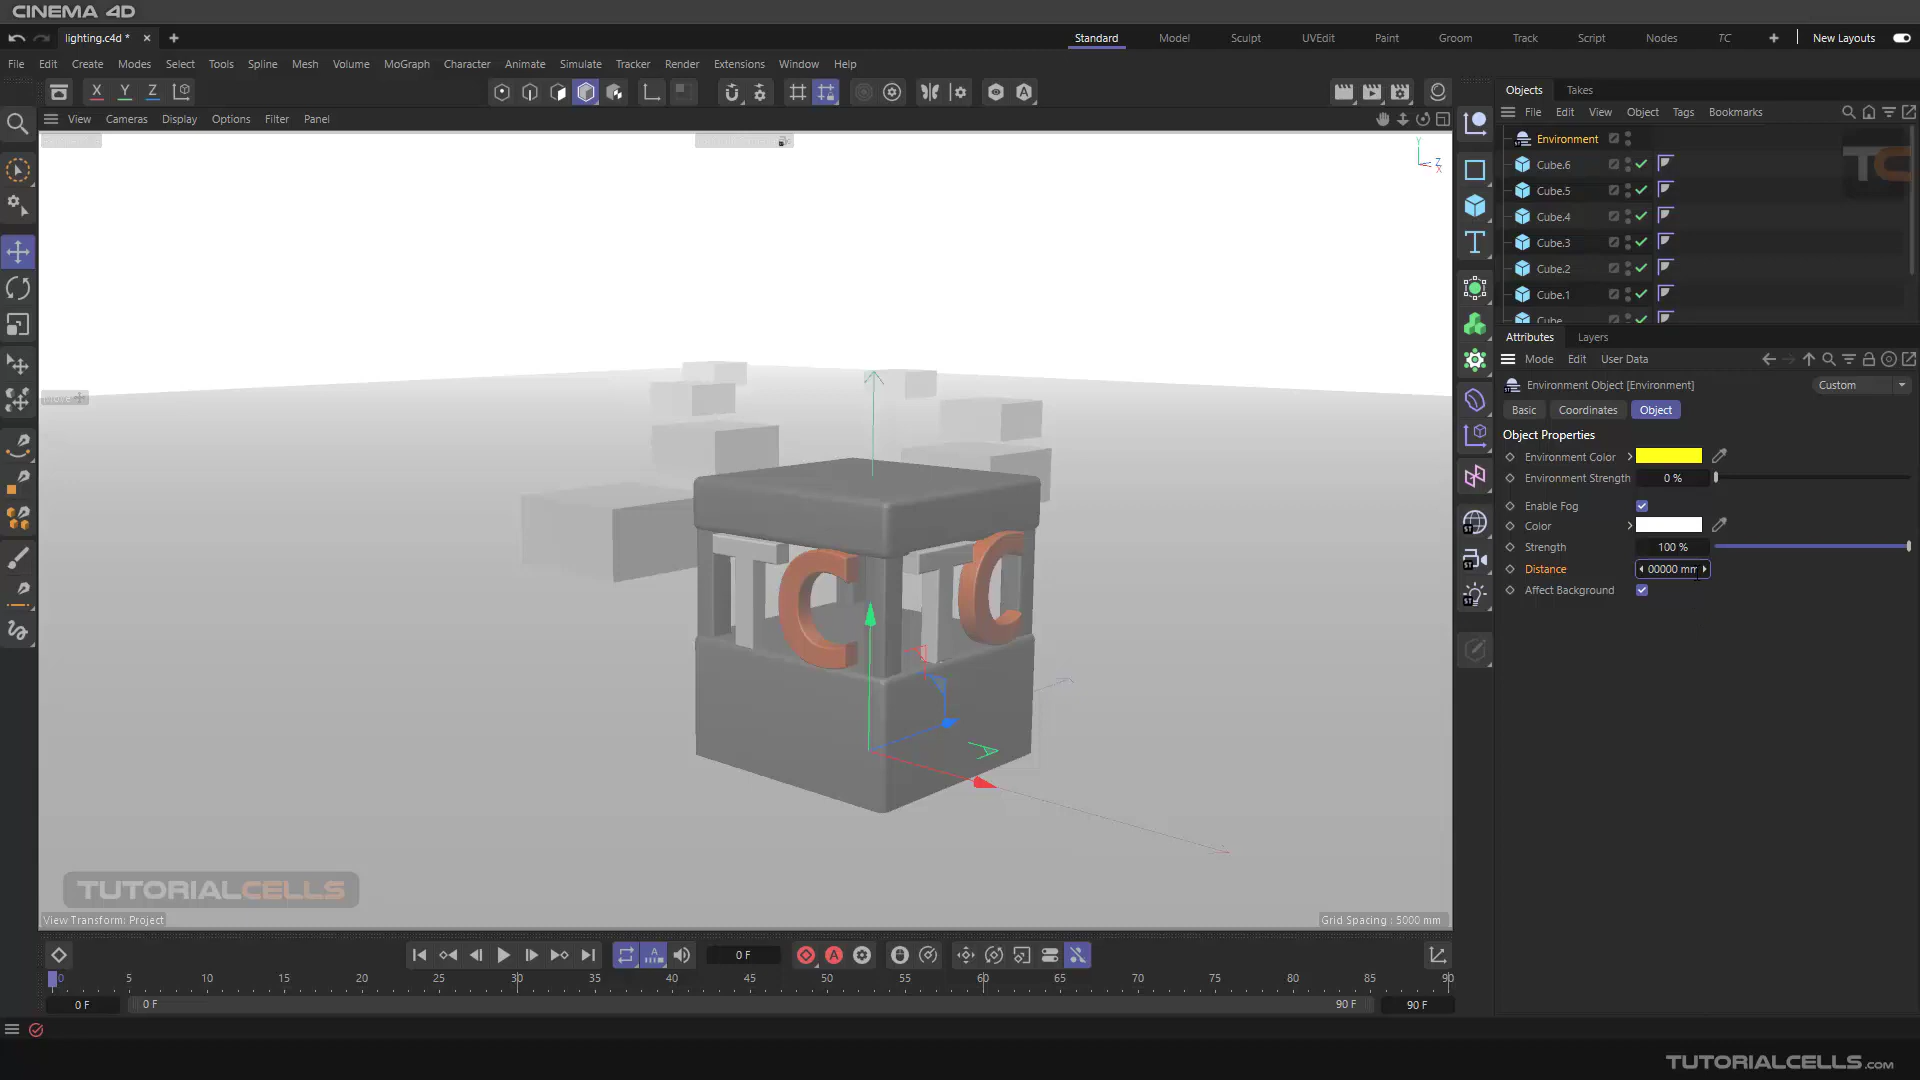 CINEMA 4D
lighting.c4d *
Standard Model Sculpt UVEdit Paint Groom Track Script Nodes TC New Layouts
File Edit Create Modes Select Tools Spline Mesh Volume MoGraph Character Animate Simulate Tracker Render Extensions Window Help
X Y Z
Objects Takes
View Cameras Display Options Filter Panel
File Edit View Object Tags Bookmarks
Environment
Cube.6
Cube.5
Cube.4
Cube.3
Cube.2
Cube.1
Cube
TC
Y
Z
X
Attributes Layers
Mode Edit User Data
Environment Object [Environment] Custom
Basic Coordinates Object
Object Properties
Environment Color
Environment Strength 0 %
Enable Fog
Color
Strength 100 %
Distance 00000 mm
Affect Background
TC TC
TUTORIALCELLS
View Transform: Project
Grid Spacing : 5000 mm
0 F
0 5 10 15 20 25 30 35 40 45 50 55 60 65 70 75 80 85 90
0 F 0 F 90 F 90 F
TUTORIALCELLS.COM